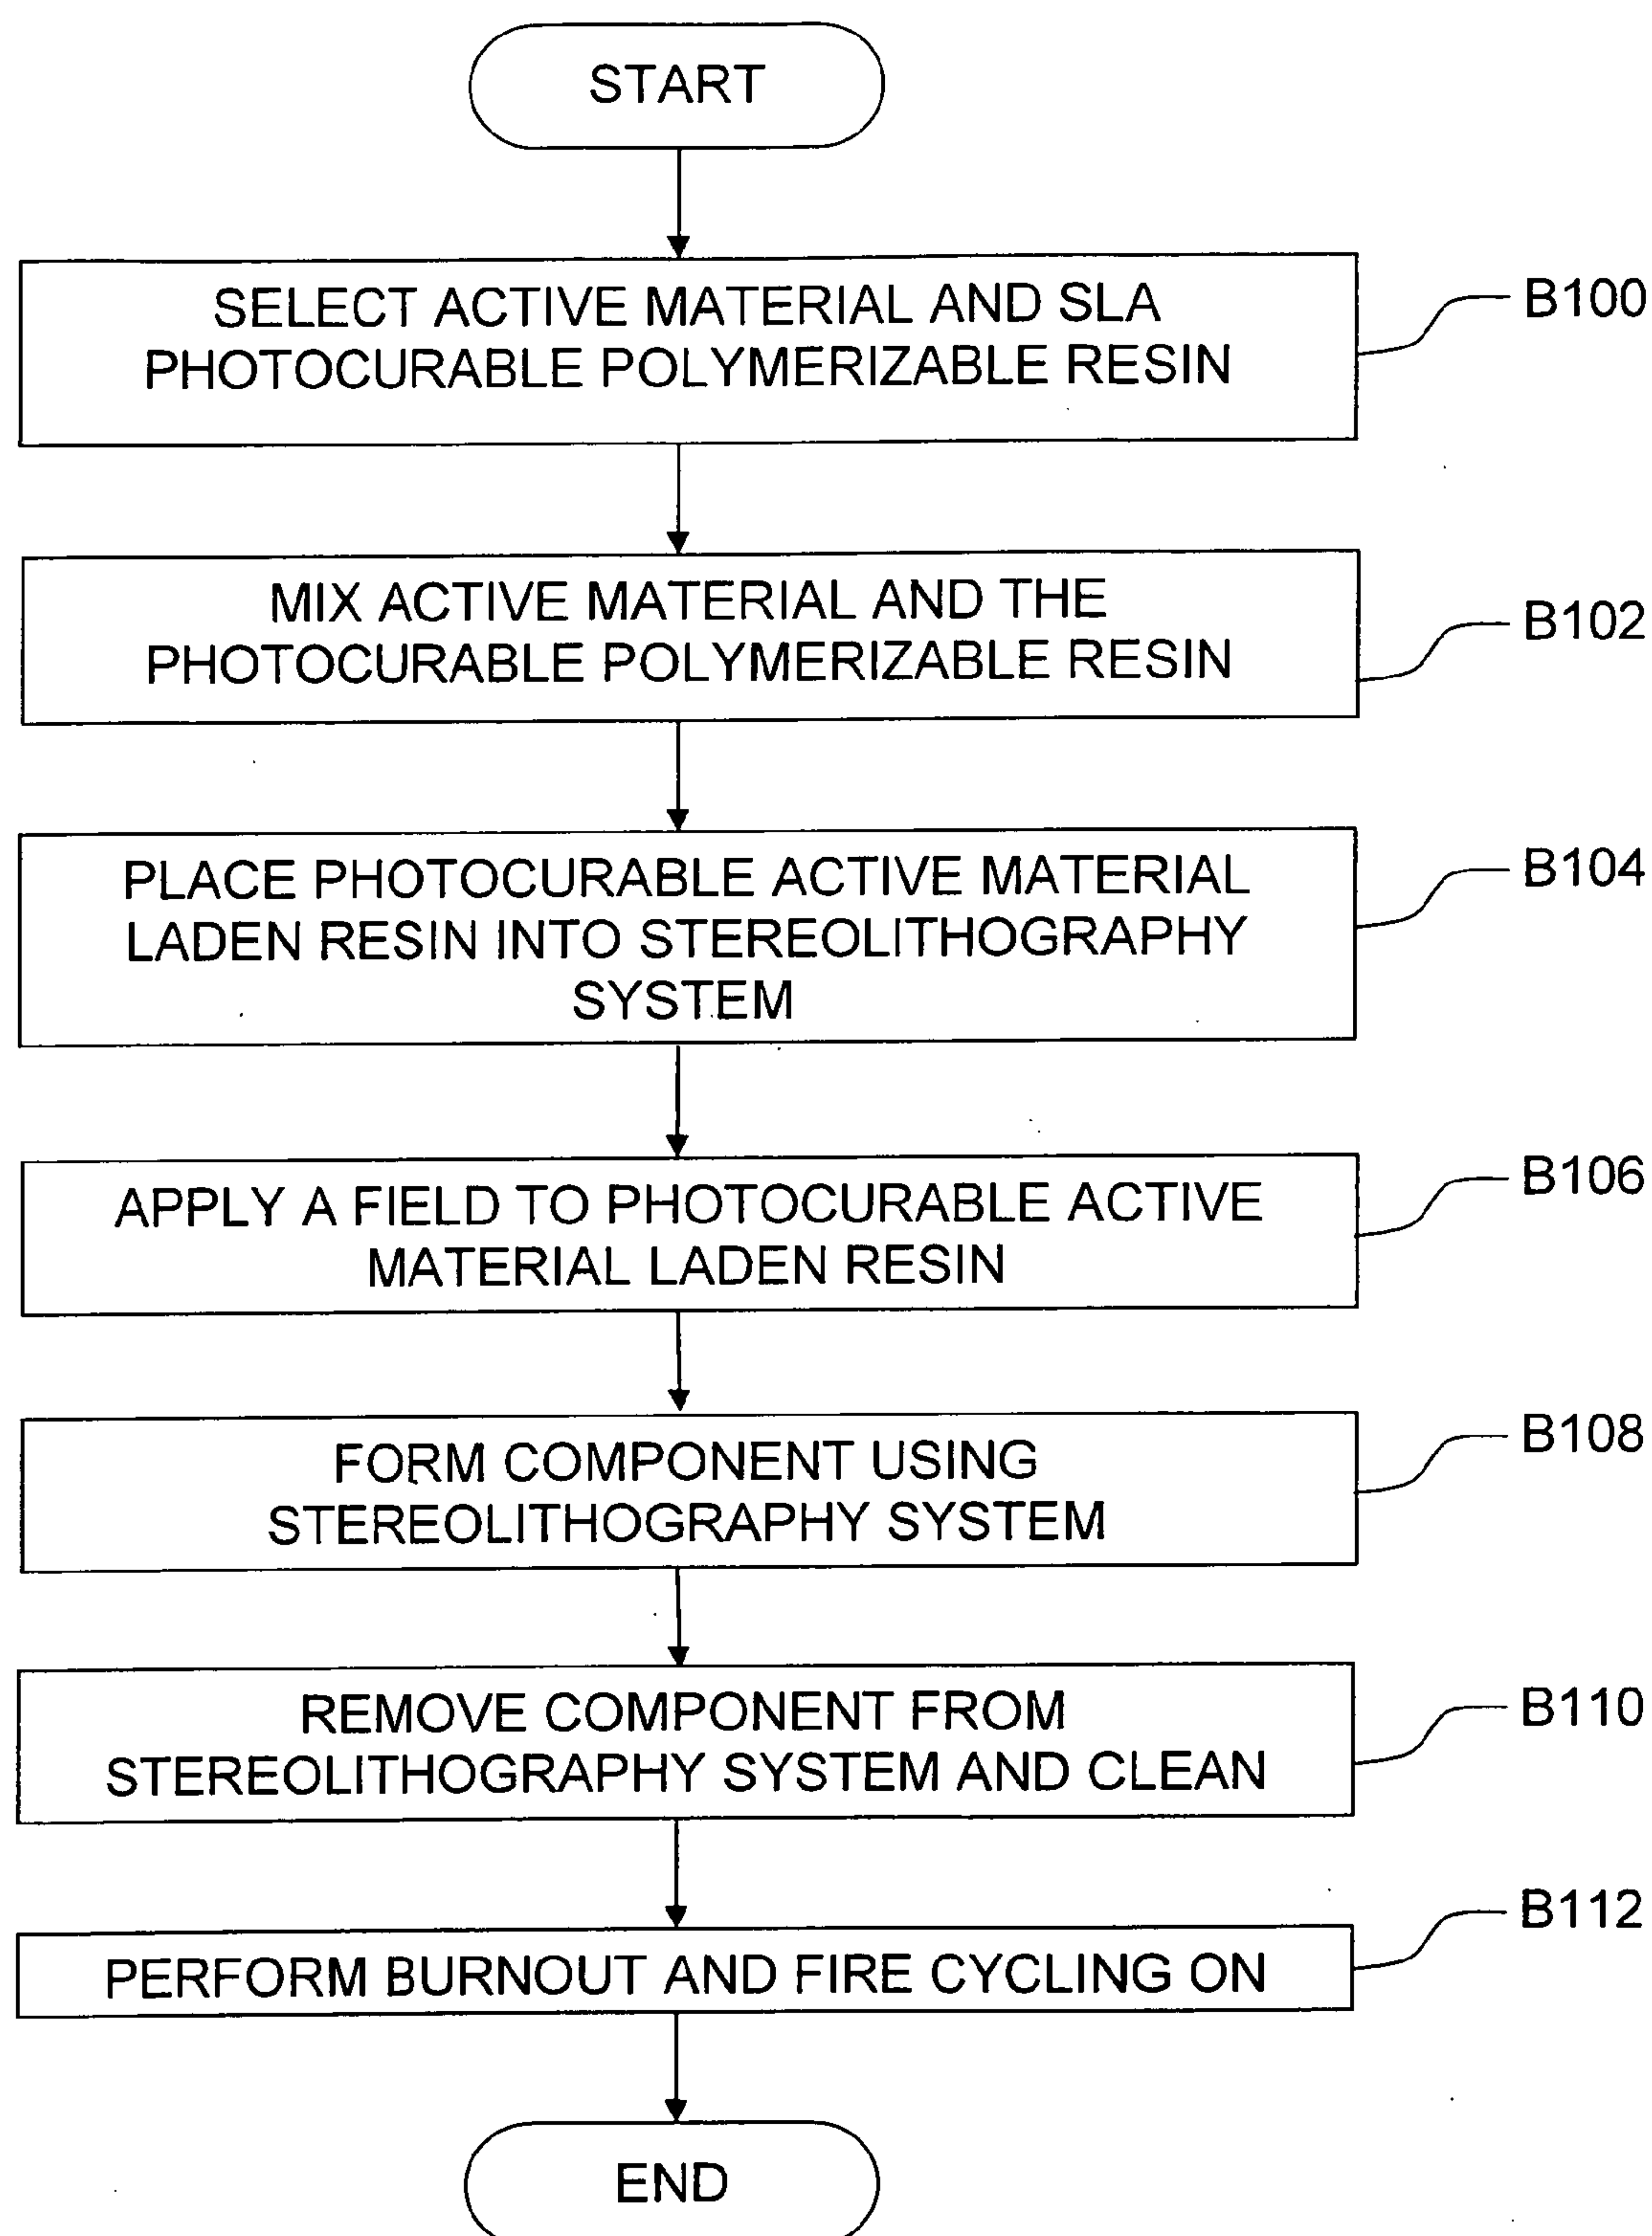 START
SELECT ACTIVE MATERIAL AND SLA
PHOTOCURABLE POLYMERIZABLE RESIN
B100
MIX ACTIVE MATERIAL AND THE
PHOTOCURABLE POLYMERIZABLE RESIN
B102
PLACE PHOTOCURABLE ACTIVE MATERIAL
LADEN RESIN INTO STEREOLITHOGRAPHY
SYSTEM
B104
APPLY A FIELD TO PHOTOCURABLE ACTIVE
MATERIAL LADEN RESIN
B106
FORM COMPONENT USING
STEREOLITHOGRAPHY SYSTEM
B108
REMOVE COMPONENT FROM
STEREOLITHOGRAPHY SYSTEM AND CLEAN
B110
PERFORM BURNOUT AND FIRE CYCLING ON
B112
END